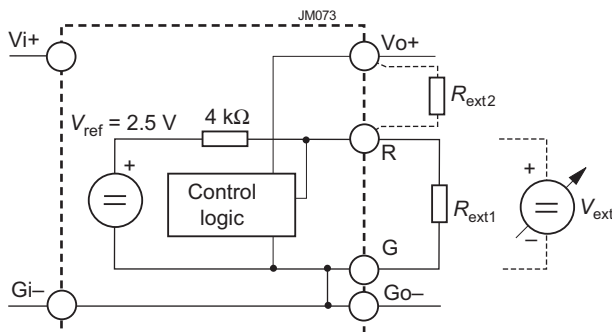 JM073
Vi+
Vo+
Rext2
Vref = 2.5 V
4 kΩ
R
+
+
Control
logic
Rext1
Vext
–
G
Gi–
Go–